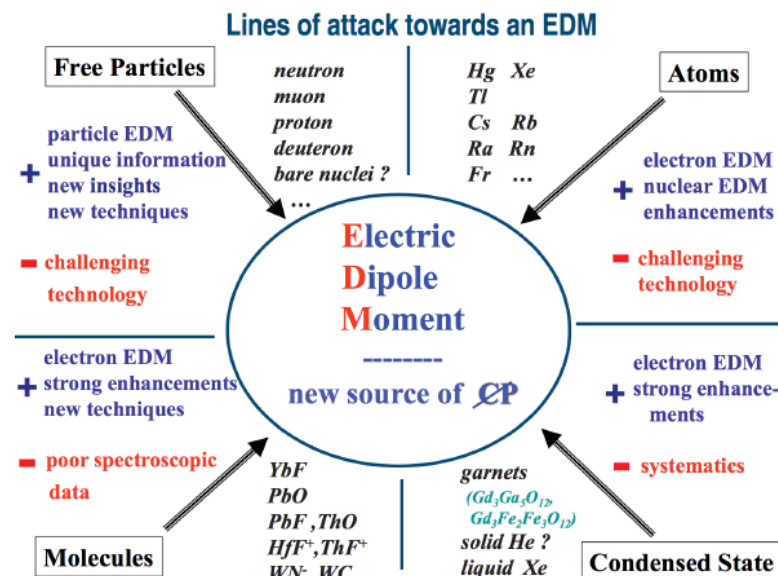 Lines of attack towards an EDM
Free Particles
neutron
muon
proton
deuteron
bare nuclei ?
...
Hg Xe
Tl
Cs Rb
Ra Rn
Fr ...
Atoms
+ particle EDM
unique information
new insights
new techniques
- challenging
technology
+ electron EDM
nuclear EDM
enhancements
- challenging
technology
Electric
Dipole
Moment
--------
new source of CP
+ electron EDM
strong enhancements
new techniques
- poor spectroscopic
data
+ electron EDM
strong enhance-
ments
- systematics
Molecules
YbF
PbO
PbF ,ThO
HfF⁺,ThF⁺
WN⁻, WC
garnets
(Gd₃Ga₅O₁₂,
Gd₃Fe₂Fe₃O₁₂)
solid He ?
liquid Xe
Condensed State